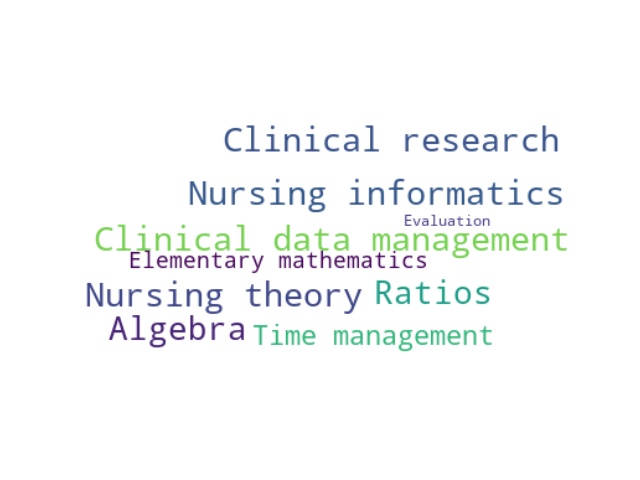 Clinical research
Nursing informatics
Evaluation
Clinical data management
Elementary mathematics
Nursing theory
Ratios
Algebra
Time management